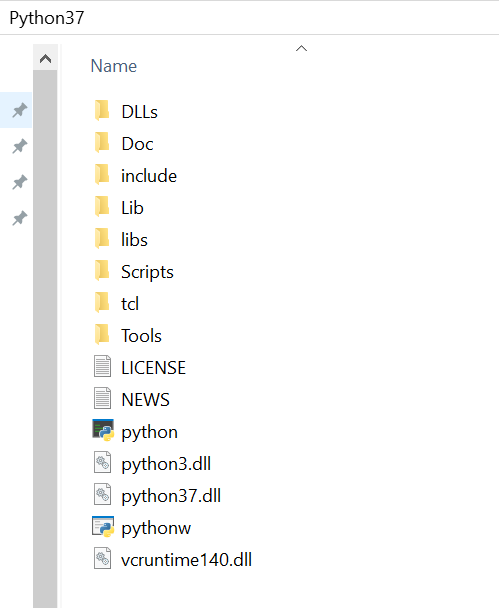 Python37
Name
DLLs
Doc
include
Lib
libs
Scripts
tcl
Tools
LICENSE
NEWS
python
python3.dll
python37.dll
pythonw
vcruntime140.dll